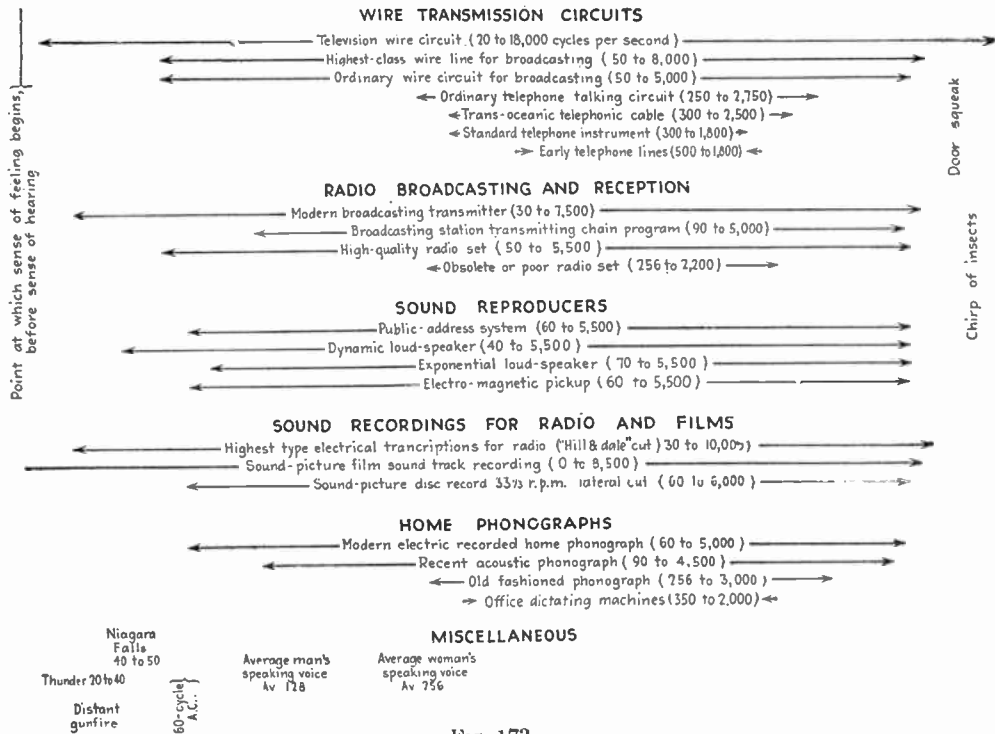 WIRE TRANSMISSION CIRCUITS
Television wire circuit (20 to 18,000 cycles per second)
Highest-class wire line for broadcasting (50 to 8,000)
Ordinary wire circuit for broadcasting (50 to 5,000)
Ordinary telephone talking circuit (250 to 2,750)
Trans-oceanic telephonic cable (300 to 2,500)
Standard telephone instrument (300 to 1,800)
Early telephone lines (500 to 1,800)
Point at which sense of feeling begins,
before sense of hearing
Door squeak
Chirp of insects
RADIO BROADCASTING AND RECEPTION
Modern broadcasting transmitter (30 to 7,500)
Broadcasting station transmitting chain program (90 to 5,000)
High-quality radio set (50 to 5,500)
Obsolete or poor radio set (256 to 2,200)
SOUND REPRODUCERS
Public-address system (60 to 5,500)
Dynamic loud-speaker (40 to 5,500)
Exponential loud-speaker (70 to 5,500)
Electro-magnetic pickup (60 to 5,500)
SOUND RECORDINGS FOR RADIO AND FILMS
Highest type electrical trancriptions for radio ("Hill & dale" cut) 30 to 10,000)
Sound-picture film sound track recording (0 to 8,500)
Sound-picture disc record 33⅓ r.p.m. lateral cut (60 to 6,000)
HOME PHONOGRAPHS
Modern electric recorded home phonograph (60 to 5,000)
Recent acoustic phonograph (90 to 4,500)
Old fashioned phonograph (256 to 3,000)
Office dictating machines (350 to 2,000)
MISCELLANEOUS
Niagara
Falls
40 to 50
Thunder 20 to 40
Distant
gunfire
60-cycle
A.C.
Average man's
speaking voice
Av 128
Average woman's
speaking voice
Av 256